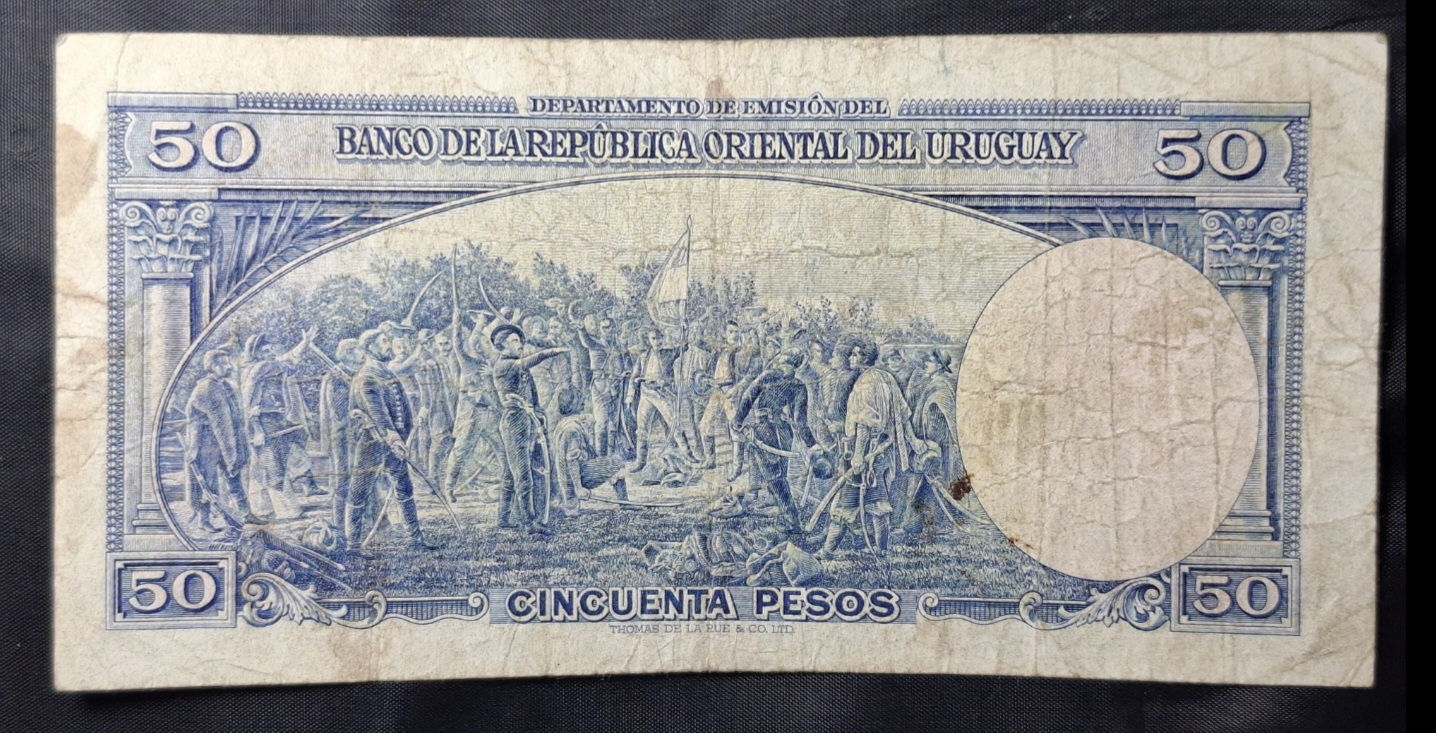 DEPARTAMENTO DE EMISIÓN DEL
50 BANCO DE LA REPÚBLICA ORIENTAL DEL URUGUAY 50
50 CINCUENTA PESOS 50
THOMAS DE LA RUE & CO. LTD.